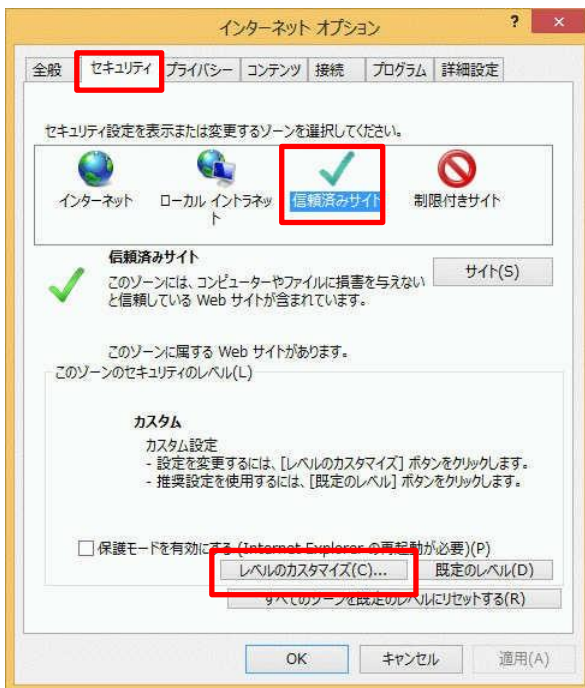 インターネット オプション
?
×
全般 セキュリティ プライバシー コンテンツ 接続 プログラム 詳細設定
セキュリティ設定を表示または変更するゾーンを選択してください。
インターネット ローカル イントラネッ 信頼済みサイト 制限付きサイト
ト
信頼済みサイト
サイト(S)
このゾーンには、コンピューターやファイルに損害を与えない
と信頼している Web サイトが含まれています。
このゾーンに属する Web サイトがあります。
このゾーンのセキュリティのレベル(L)
カスタム
カスタム設定
- 設定を変更するには、[レベルのカスタマイズ] ボタンをクリックします。
- 推奨設定を使用するには、[既定のレベル] ボタンをクリックします。
保護モードを有効にする (Internet Explorer の再起動が必要)(P)
レベルのカスタマイズ(C)... 既定のレベル(D)
すべてのゾーンを既定のレベルにリセットする(R)
OK キャンセル 適用(A)